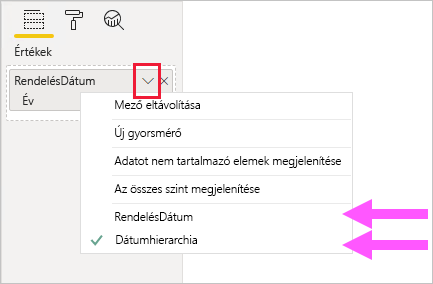 Értékek
RendelésDátum
Év
Mező eltávolítása
Új gyorsmérő
Adatot nem tartalmazó elemek megjelenítése
Az összes szint megjelenítése
RendelésDátum
Dátumhierarchia